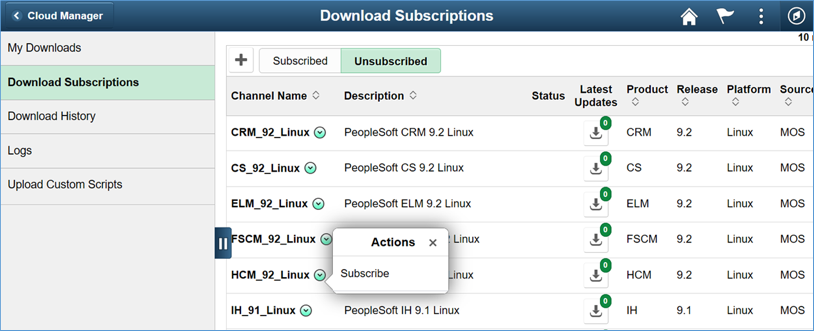 Cloud Manager
Download Subscriptions
10
My Downloads
Download Subscriptions
Download History
Logs
Upload Custom Scripts
Subscribed Unsubscribed
Channel Name Description Status Latest Updates Product Release Platform Source
CRM_92_Linux PeopleSoft CRM 9.2 Linux 0 CRM 9.2 Linux MOS
CS_92_Linux PeopleSoft CS 9.2 Linux 0 CS 9.2 Linux MOS
ELM_92_Linux PeopleSoft ELM 9.2 Linux 0 ELM 9.2 Linux MOS
FSCM_92_Linux 2 Linux 0 FSCM 9.2 Linux MOS
Actions
Subscribe
HCM_92_Linux Linux 0 HCM 9.2 Linux MOS
IH_91_Linux PeopleSoft IH 9.1 Linux 0 IH 9.1 Linux MOS